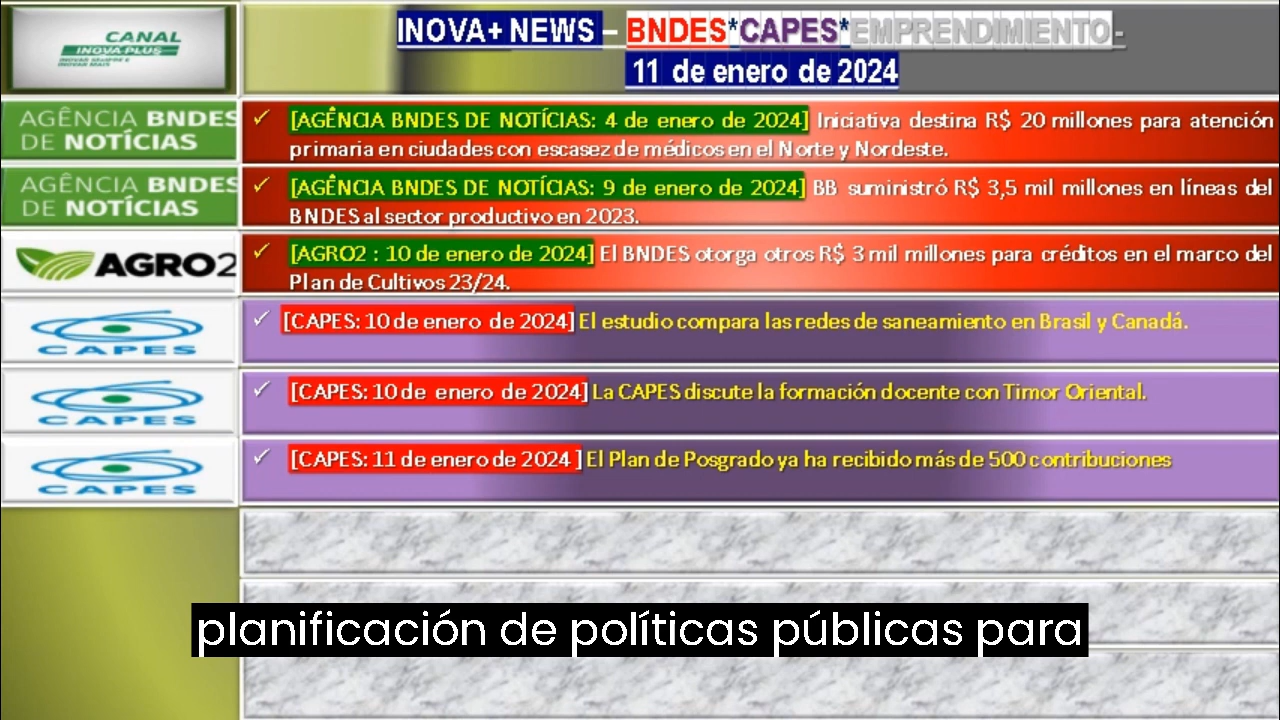 CANAL
INOVA PLUS
INOVAR SEMPRE E
INOVAR MAIS
INOVA+ NEWS – BNDES*CAPES*EMPRENDIMIENTO-
11 de enero de 2024
AGÊNCIA BNDES
DE NOTÍCIAS
✓ [AGÊNCIA BNDES DE NOTÍCIAS: 4 de enero de 2024] Iniciativa destina R$ 20 millones para atención
primaria en ciudades con escasez de médicos en el Norte y Nordeste.
AGÊNCIA BNDES
DE NOTÍCIAS
✓ [AGÊNCIA BNDES DE NOTÍCIAS: 9 de enero de 2024] BB suministró R$ 3,5 mil millones en líneas del
BNDES al sector productivo en 2023.
AGRO2
✓ [AGRO2 : 10 de enero de 2024] El BNDES otorga otros R$ 3 mil millones para créditos en el marco del
Plan de Cultivos 23/24.
CAPES
✓ [CAPES: 10 de enero de 2024] El estudio compara las redes de saneamiento en Brasil y Canadá.
CAPES
✓ [CAPES: 10 de enero de 2024] La CAPES discute la formación docente con Timor Oriental.
CAPES
✓ [CAPES: 11 de enero de 2024 ] El Plan de Posgrado ya ha recibido más de 500 contribuciones
planificación de políticas públicas para